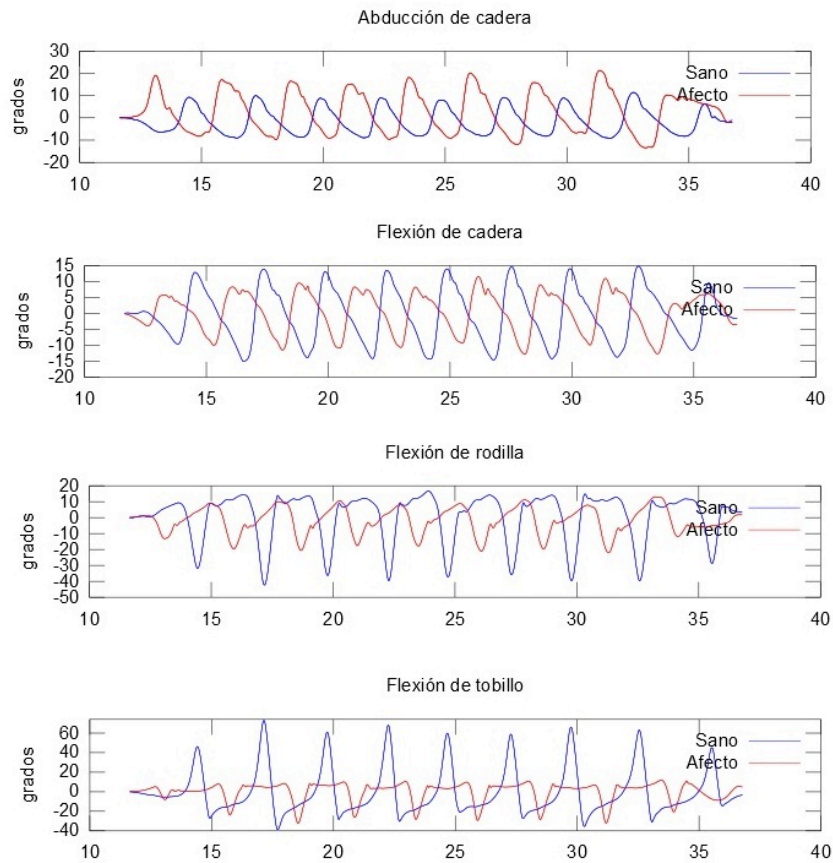 Abducción de cadera
grados
30
20
10
0
-10
-20
Sano
Afecto
10 15 20 25 30 35 40
Flexión de cadera
grados
15
10
5
0
-5
-10
-15
-20
Sano
Afecto
10 15 20 25 30 35 40
Flexión de rodilla
grados
20
10
0
-10
-20
-30
-40
-50
Sano
Afecto
10 15 20 25 30 35 40
Flexión de tobillo
grados
60
40
20
0
-20
-40
Sano
Afecto
10 15 20 25 30 35 40